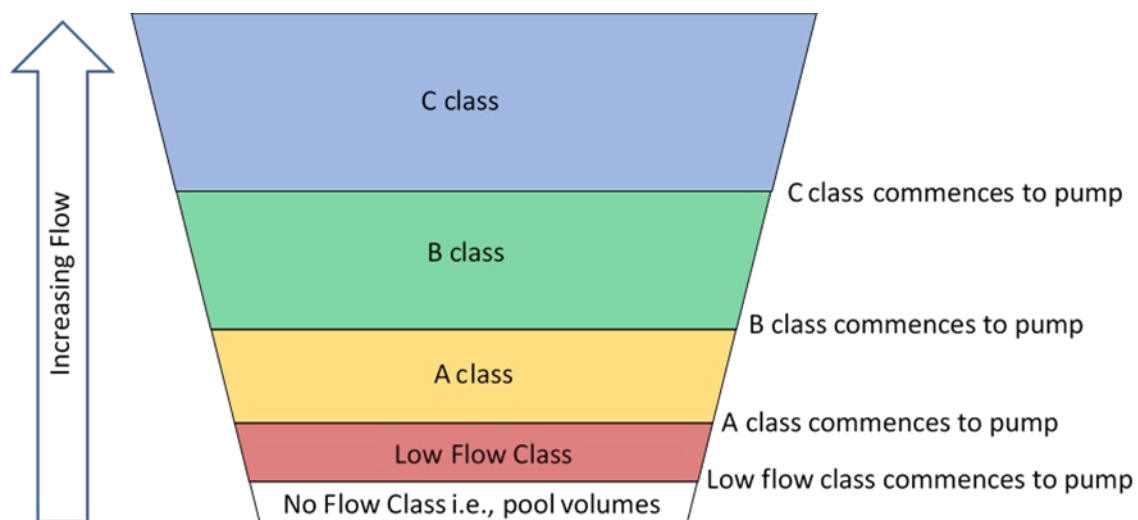 C class
C class commences to pump
Increasing Flow
B class
B class commences to pump
A class
A class commences to pump
Low Flow Class
Low flow class commences to pump
No Flow Class i.e., pool volumes